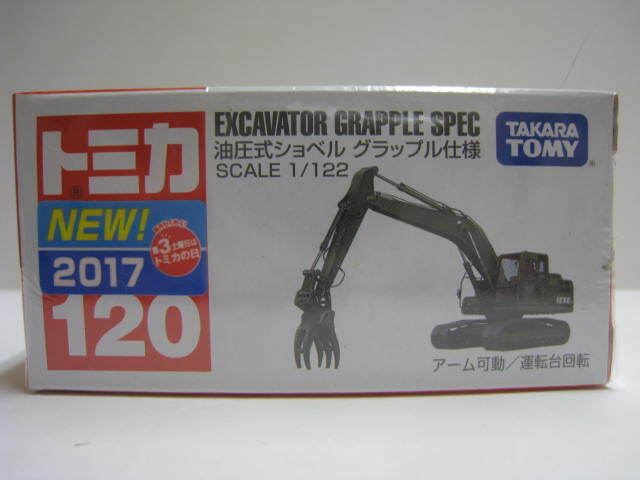 トミカ
®
NEW!
2017
第3土曜日は
トミカの日
120
EXCAVATOR GRAPPLE SPEC
油圧式ショベル グラップル仕様
SCALE 1/122
TAKARA
TOMY
アーム可動／運転台回転